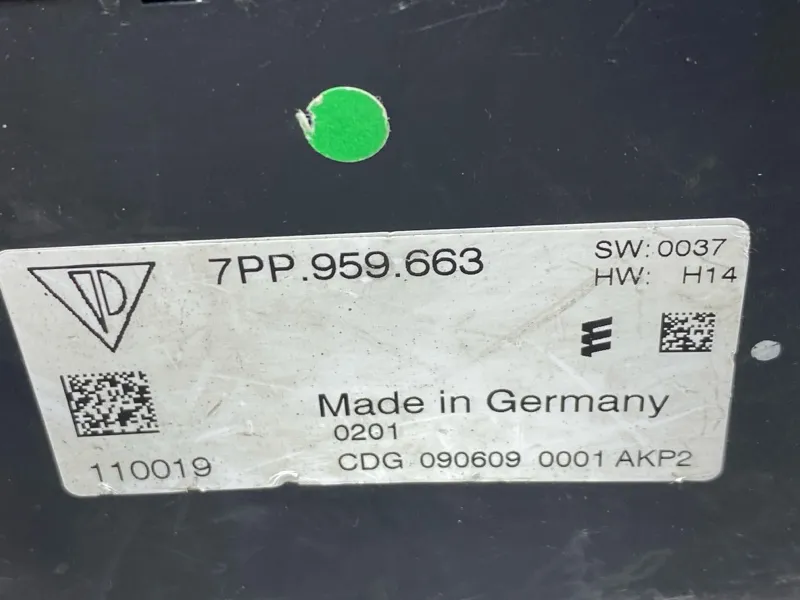 7PP.959.663
SW: 0037
HW: H14
Made in Germany
0201
110019
CDG 090609 0001 AKP2